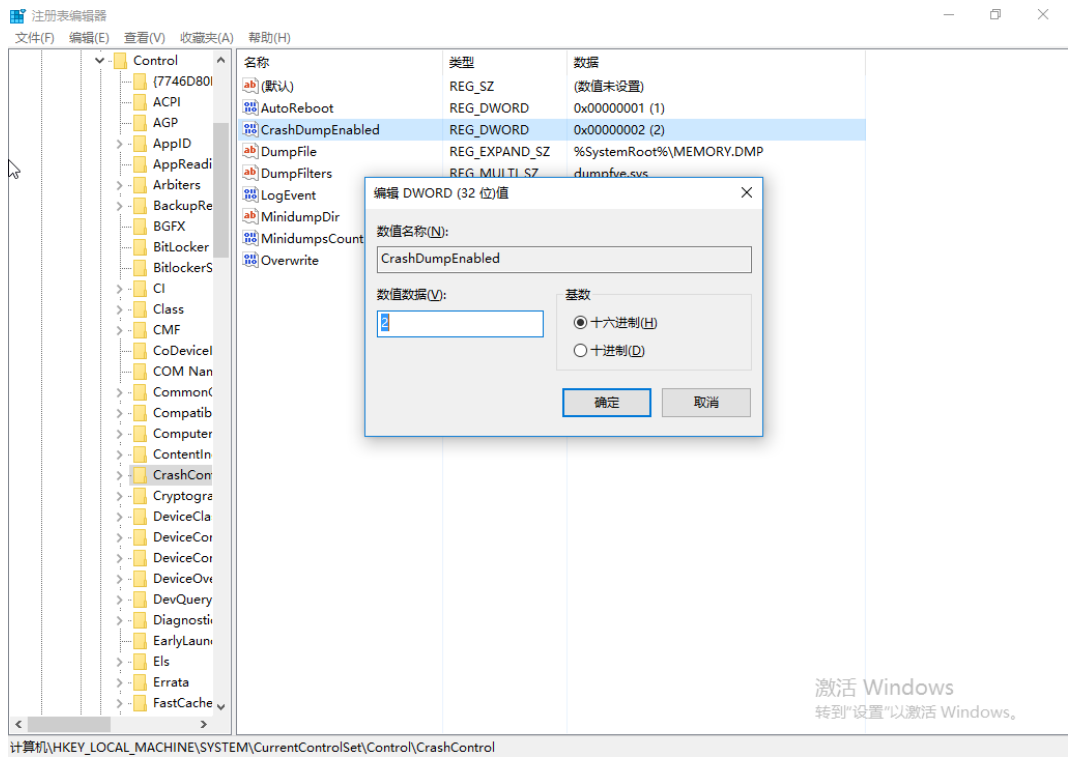 注册表编辑器
文件(F) 编辑(E) 查看(V) 收藏夹(A) 帮助(H)
Control
{7746D80
ACPI
AGP
AppID
AppReadi
Arbiters
BackupRe
BGFX
BitLocker
BitlockerS
CI
Class
CMF
CoDeviceI
COM Nan
CommonG
Compatib
Computer
ContentIn
CrashCont
Cryptogra
DeviceCla
DeviceCor
DeviceCor
DeviceOve
DevQuery
Diagnostic
EarlyLaun
Els
Errata
FastCache
名称 类型 数据
(默认) REG_SZ (数值未设置)
AutoReboot REG_DWORD 0x00000001 (1)
CrashDumpEnabled REG_DWORD 0x00000002 (2)
DumpFile REG_EXPAND_SZ %SystemRoot%\MEMORY.DMP
DumpFilters REG_MULTI_SZ dumpfve.sys
LogEvent
MinidumpDir
MinidumpsCount
Overwrite
编辑 DWORD (32 位)值
数值名称(N):
CrashDumpEnabled
数值数据(V):
2
基数
十六进制(H)
十进制(D)
确定 取消
激活 Windows
转到"设置"以激活 Windows。
计算机\HKEY_LOCAL_MACHINE\SYSTEM\CurrentControlSet\Control\CrashControl